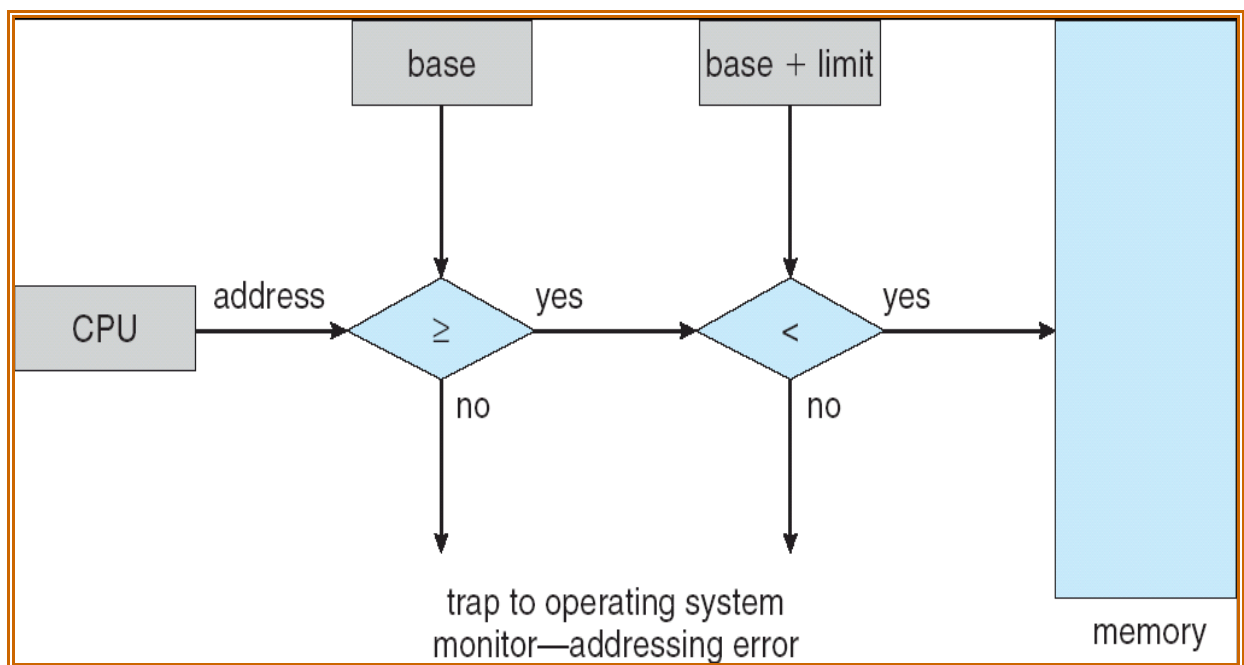 base
base + limit
address
yes
yes
CPU
≥
<
no
no
trap to operating system
monitor—addressing error
memory